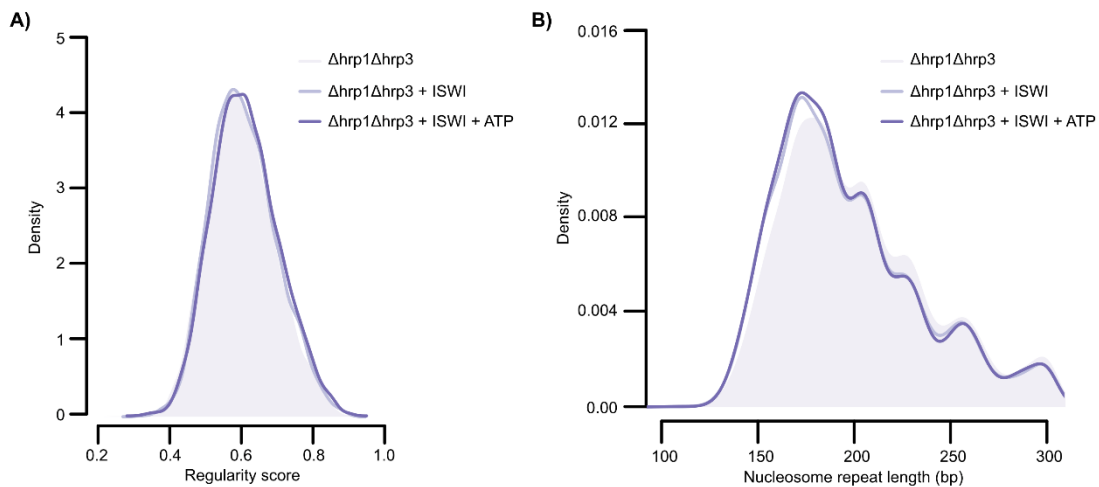 A)
5
4
3
2
1
0
Density
0.2 0.4 0.6 0.8 1.0
Regularity score
Δhrp1Δhrp3
Δhrp1Δhrp3 + ISWI
Δhrp1Δhrp3 + ISWI + ATP
B)
0.016
0.012
0.008
0.004
0.00
Density
100 150 200 250 300
Nucleosome repeat length (bp)
Δhrp1Δhrp3
Δhrp1Δhrp3 + ISWI
Δhrp1Δhrp3 + ISWI + ATP